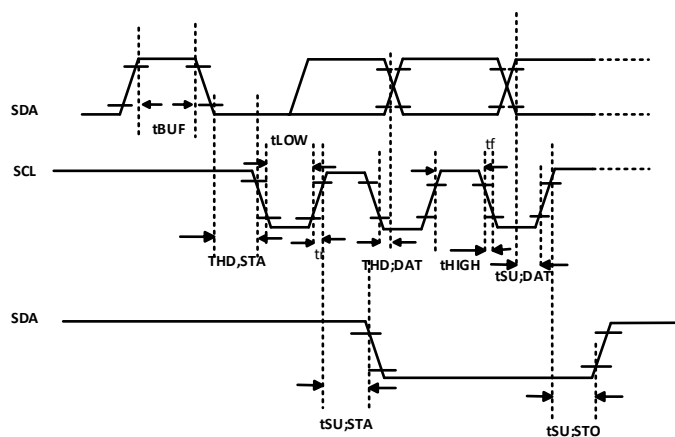 SDA
tBUF
tLOW
tf
SCL
THD,STA
tr
THD;DAT
tHIGH
tSU;DAT
SDA
tSU;STA
tSU;STO